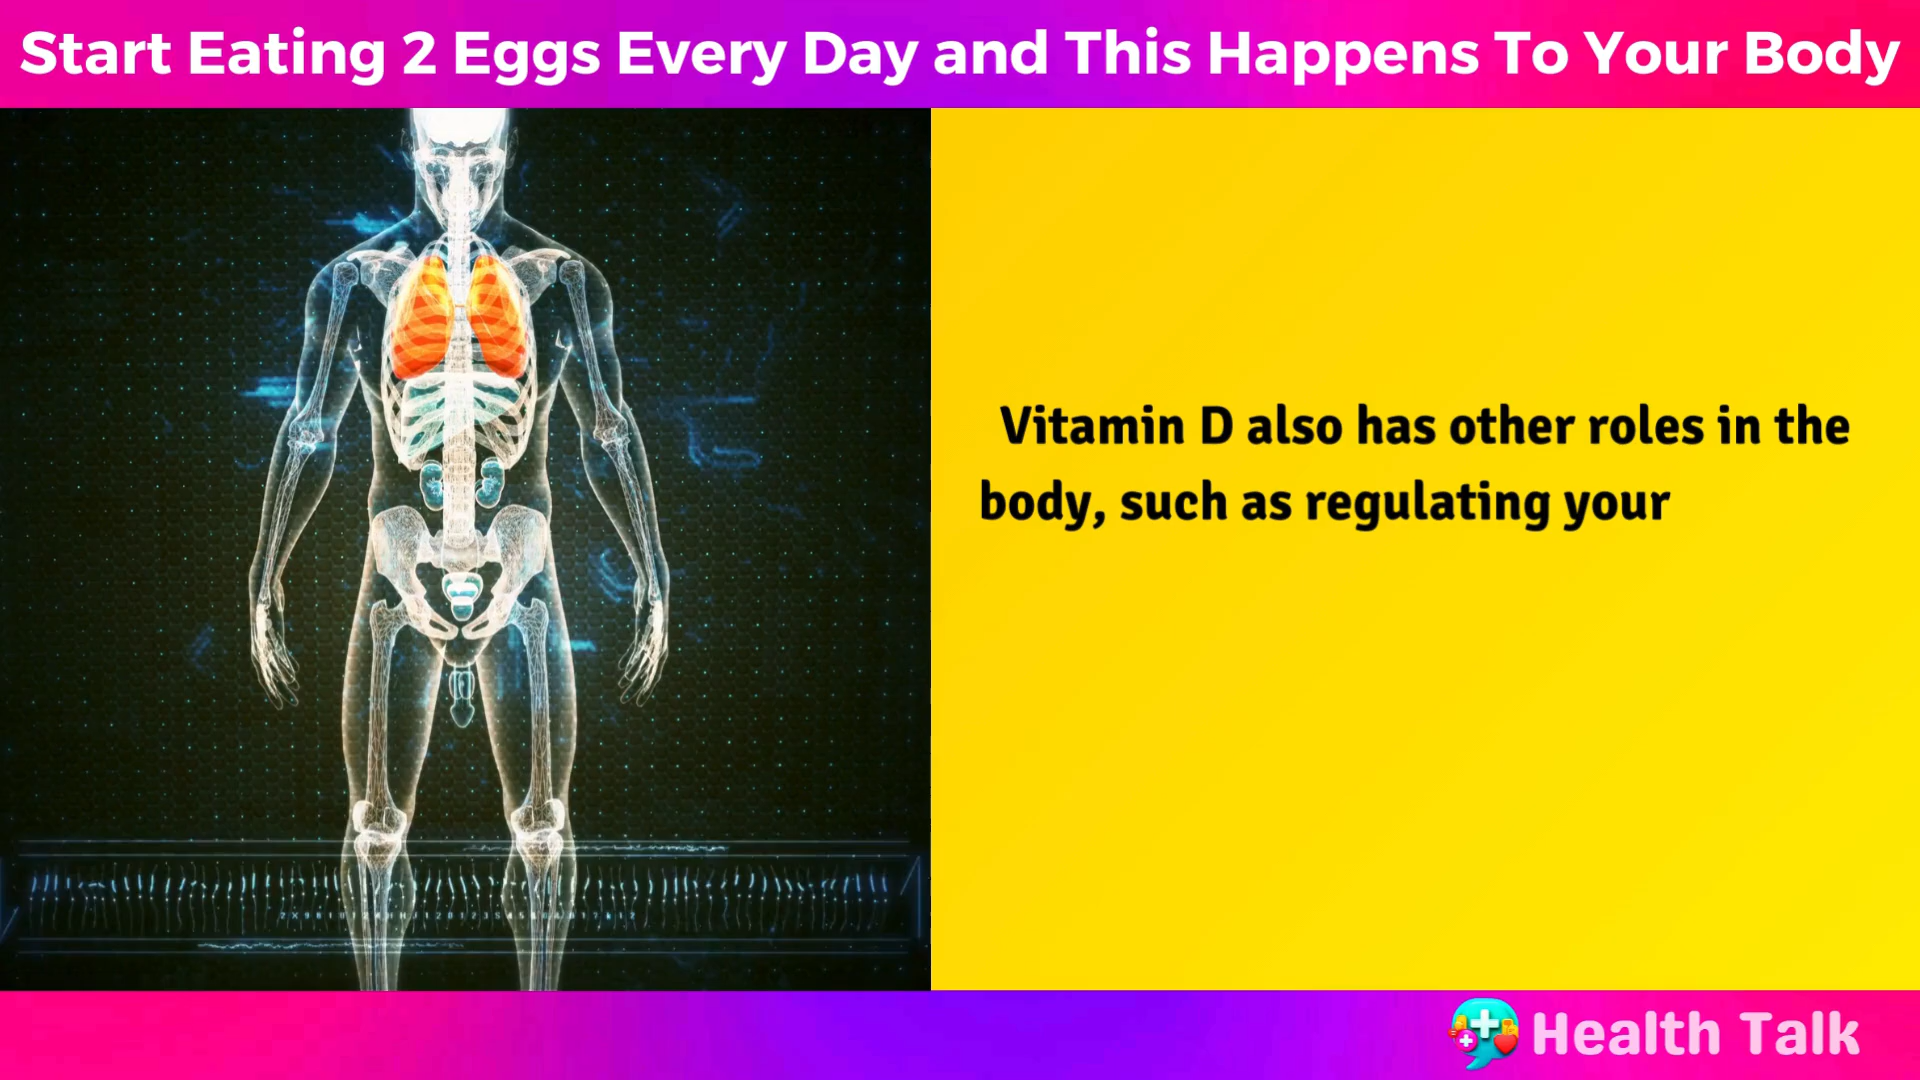 Start Eating 2 Eggs Every Day and This Happens To Your Body
Vitamin D also has other roles in the
body, such as regulating your
Health Talk